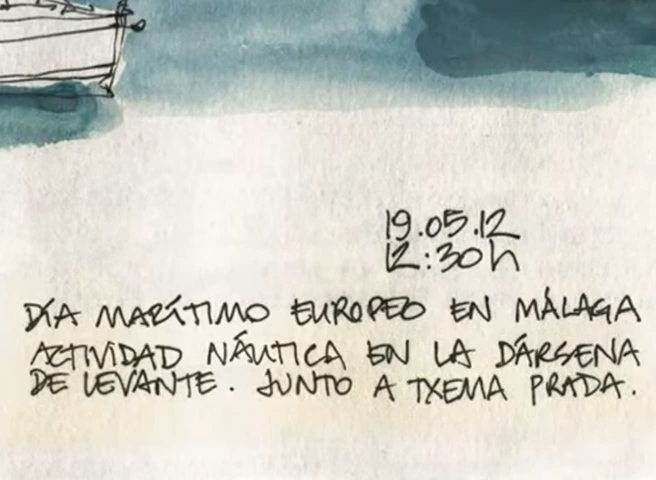 19.05.12
12:30h
DÍA MARÍTIMO EUROPEO EN MÁLAGA
ACTIVIDAD NÁUTICA EN LA DÁRSENA
DE LEVANTE. JUNTO A TXEMA PRADA.